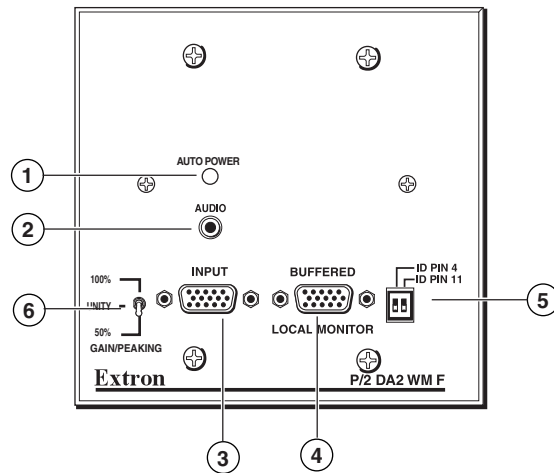 1
AUTO POWER
2
AUDIO
100%
INPUT
BUFFERED
ID PIN 4
ID PIN 11
5
6
UNITY
50%
GAIN/PEAKING
LOCAL MONITOR
Extron
P/2 DA2 WM F
3
4